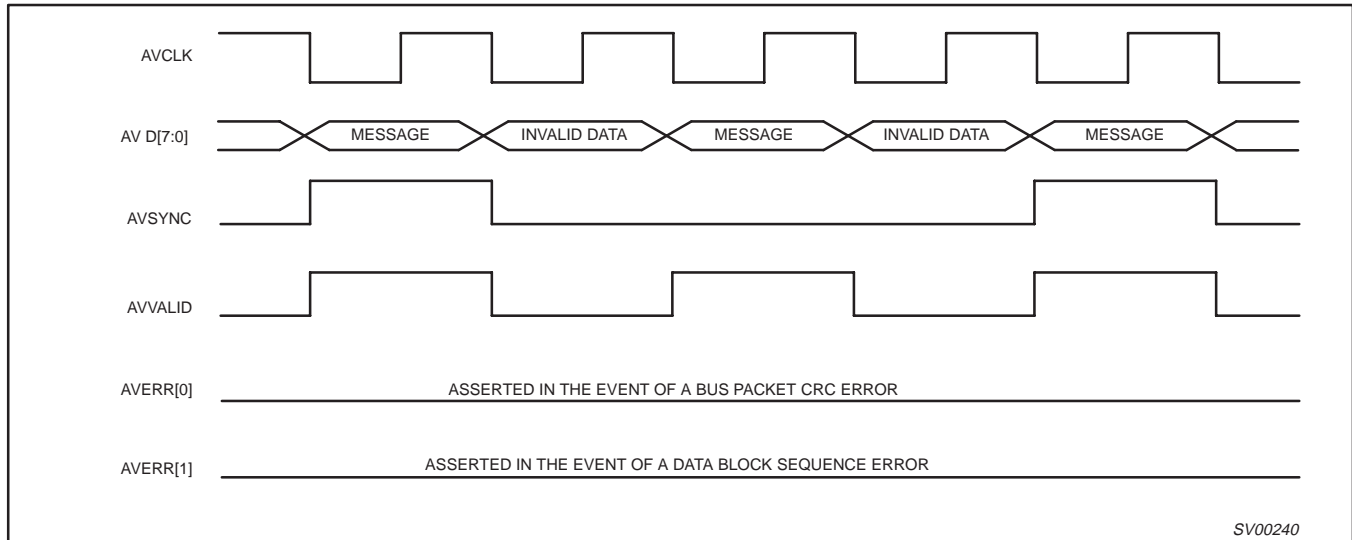 AVCLK
AV D[7:0] MESSAGE INVALID DATA MESSAGE INVALID DATA MESSAGE
AVSYNC
AVVALID
AVERR[0] ASSERTED IN THE EVENT OF A BUS PACKET CRC ERROR
AVERR[1] ASSERTED IN THE EVENT OF A DATA BLOCK SEQUENCE ERROR
SV00240